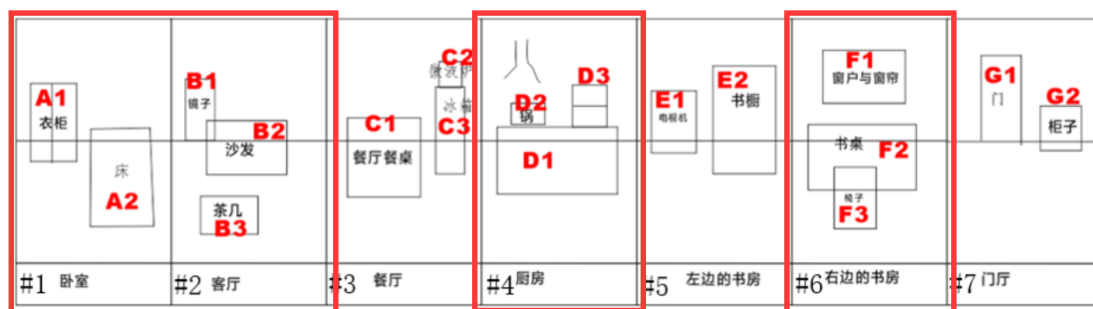 A1
衣柜
床
A2
B1
镜子
B2
沙发
茶几
B3
C1
餐厅餐桌
C2
微波炉
冰箱
C3
D1
D2
锅
D3
E1
电视机
E2
书橱
F1
窗户与窗帘
书桌
F2
椅子
F3
G1
门
G2
柜子
#1 卧室
#2 客厅
#3 餐厅
#4 厨房
#5 左边的书房
#6 右边的书房
#7 门厅